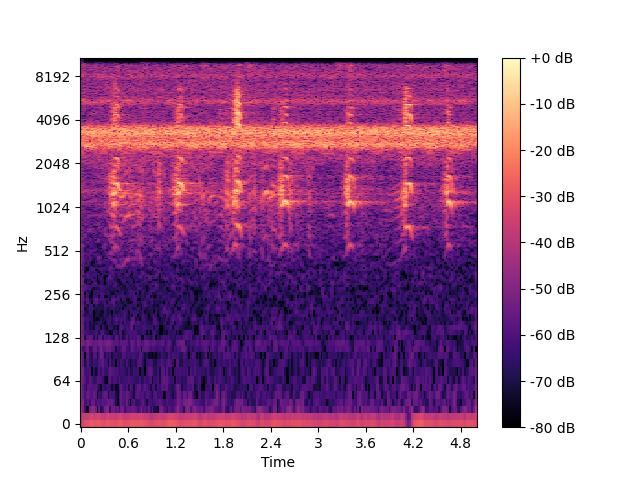 +0 dB
8192
-10 dB
4096
-20 dB
2048
-30 dB
1024
-40 dB
Hz
512
-50 dB
256
-60 dB
128
-70 dB
64
0
-80 dB
0 0.6 1.2 1.8 2.4 3 3.6 4.2 4.8
Time